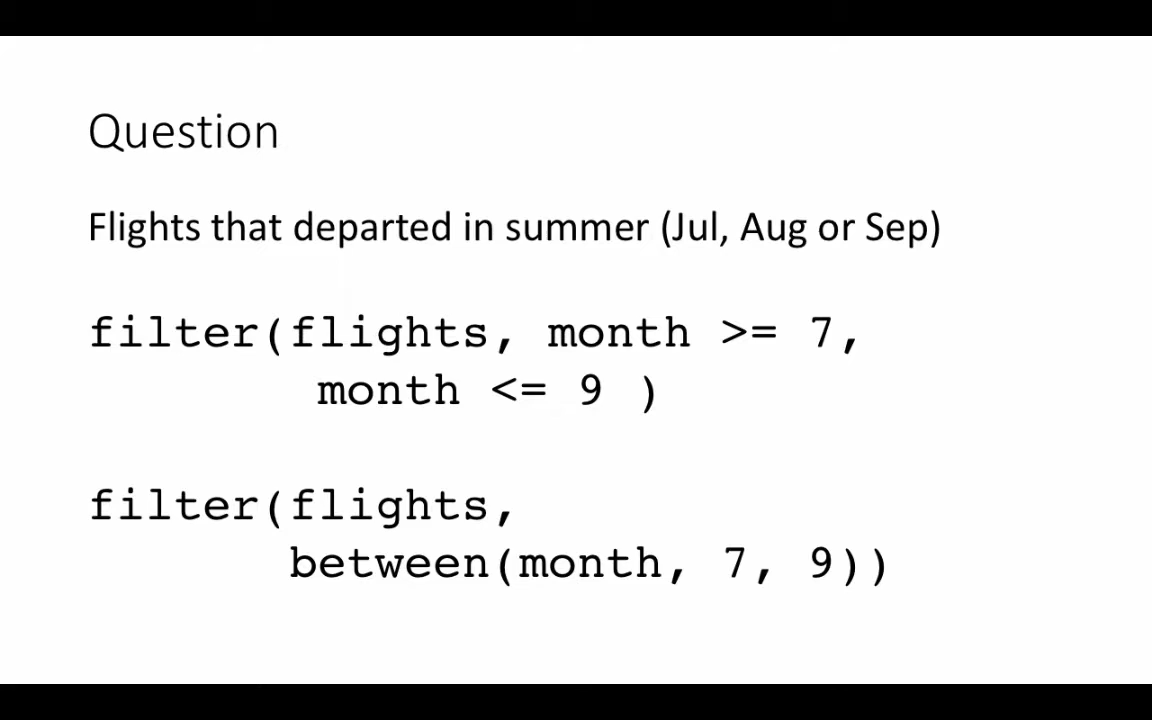 Question
Flights that departed in summer (Jul, Aug or Sep)
filter(flights, month >= 7,
month <= 9 )
filter(flights,
between(month, 7, 9))